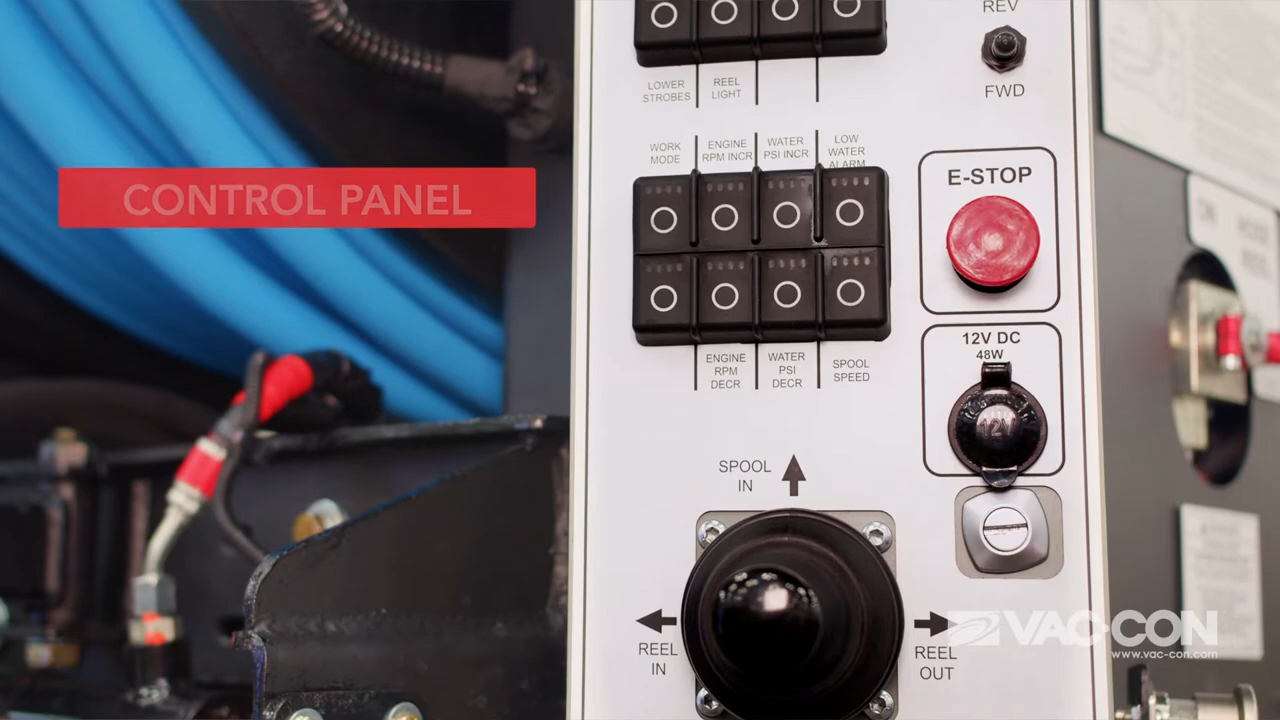 REV
FWD
LOWER
STROBES
REEL
LIGHT
WORK
MODE
ENGINE
RPM INCR
WATER
PSI INCR
LOW
WATER
ALARM
CONTROL PANEL
E-STOP
12V DC
48W
12V
ENGINE
RPM
DECR
WATER
PSI
DECR
SPOOL
SPEED
SPOOL
IN
REEL
IN
REEL
OUT
VAC-CON
www.vac-con.com